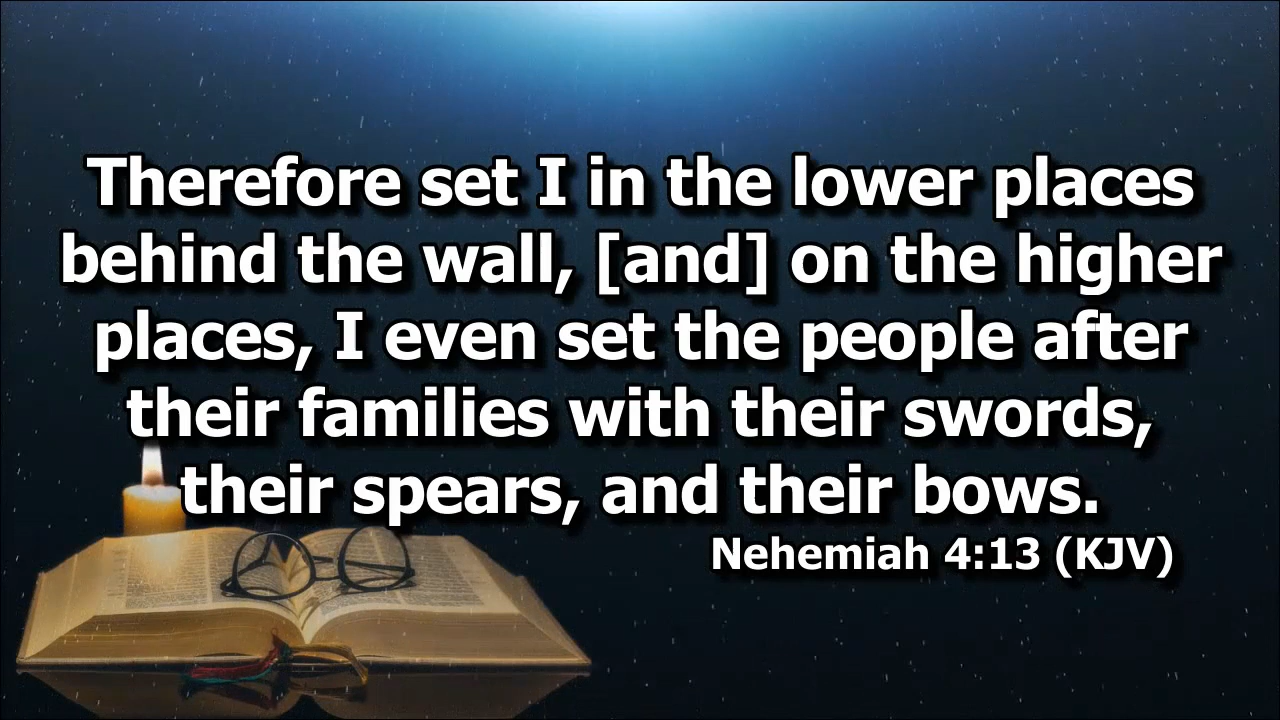 Therefore set I in the lower places
behind the wall, [and] on the higher
places, I even set the people after
their families with their swords,
their spears, and their bows.
Nehemiah 4:13 (KJV)